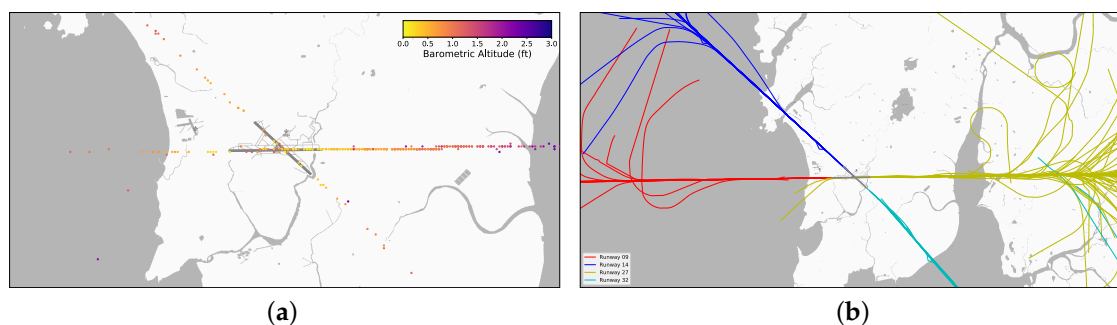 0.0 0.5 1.0 1.5 2.0 2.5 3.0
Barometric Altitude (ft)
Runway 09
Runway 14
Runway 27
Runway 32
(a) (b)